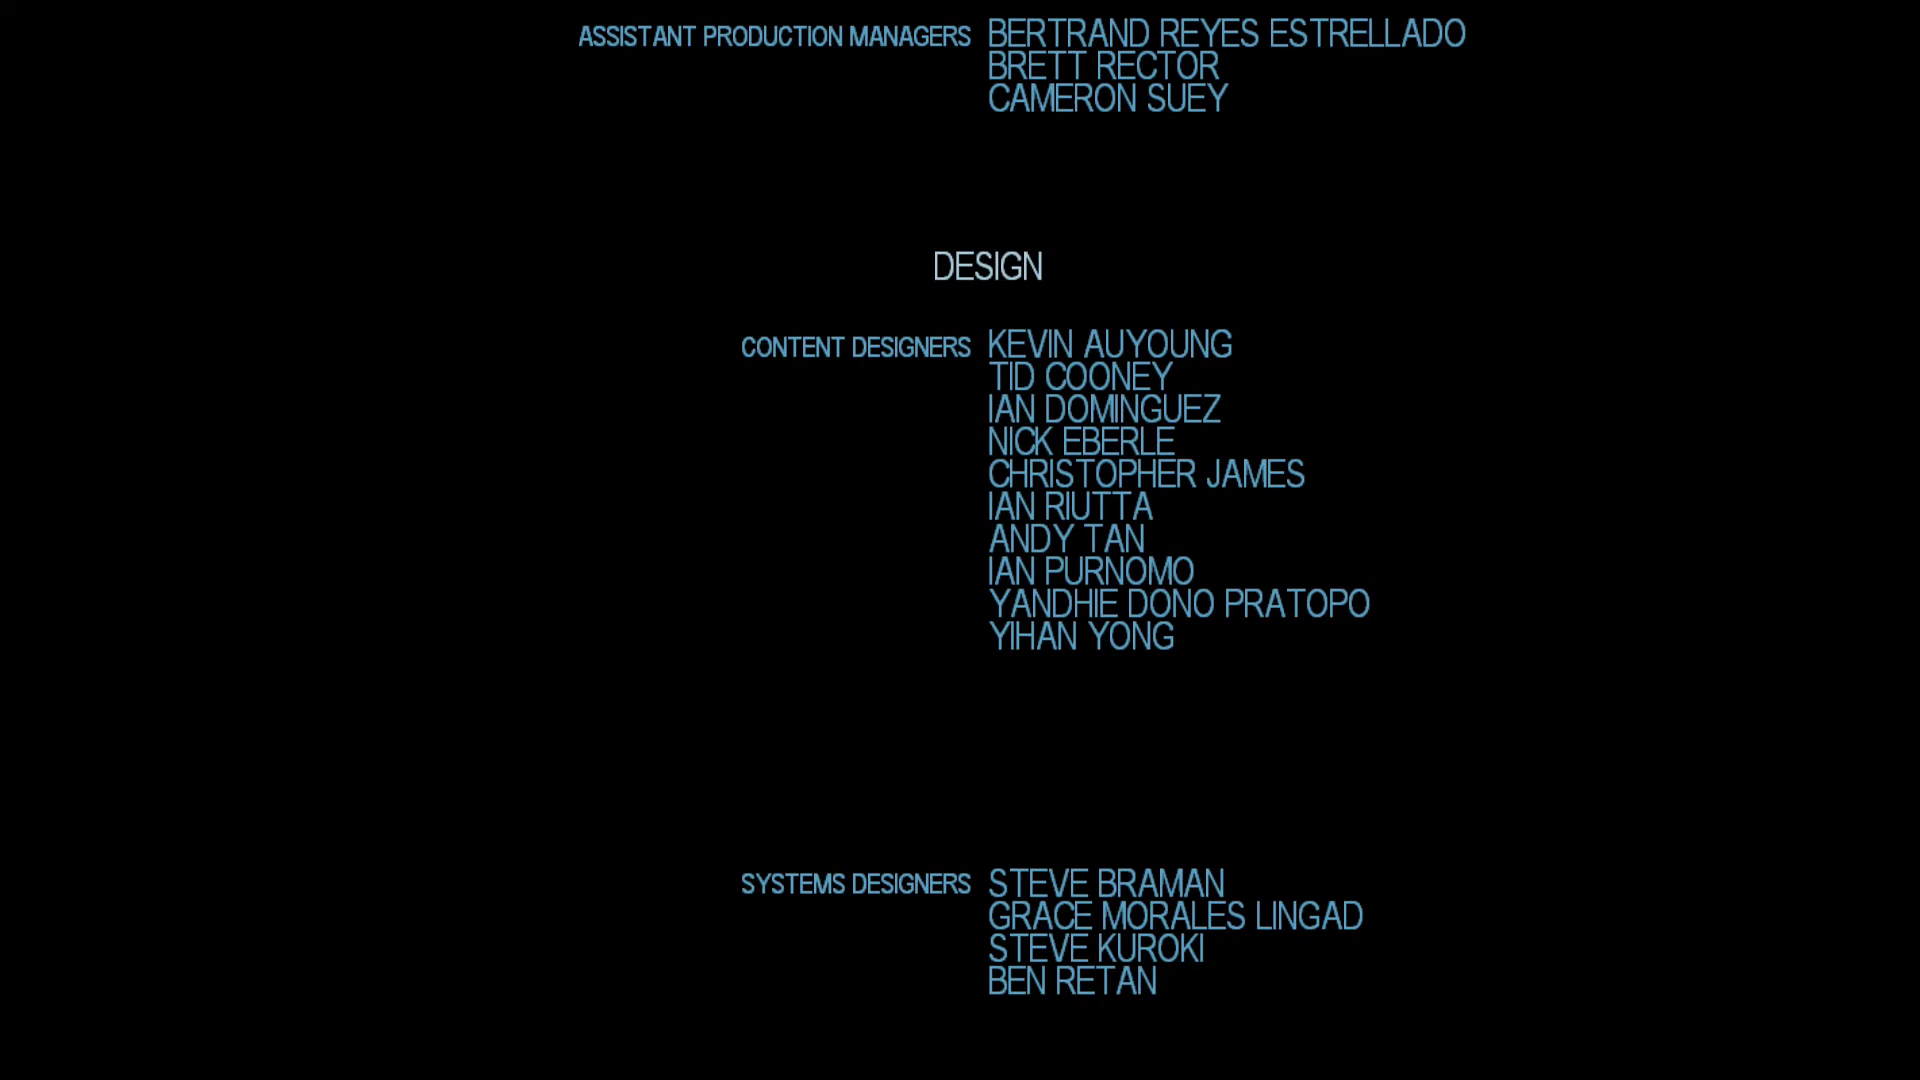 ASSISTANT PRODUCTION MANAGERS BERTRAND REYES ESTRELLADO
BRETT RECTOR
CAMERON SUEY
DESIGN
CONTENT DESIGNERS KEVIN AUYOUNG
TID COONEY
IAN DOMINGUEZ
NICK EBERLE
CHRISTOPHER JAMES
IAN RIUTTA
ANDY TAN
IAN PURNOMO
YANDHIE DONO PRATOPO
YIHAN YONG
SYSTEMS DESIGNERS STEVE BRAMAN
GRACE MORALES LINGAD
STEVE KUROKI
BEN RETAN